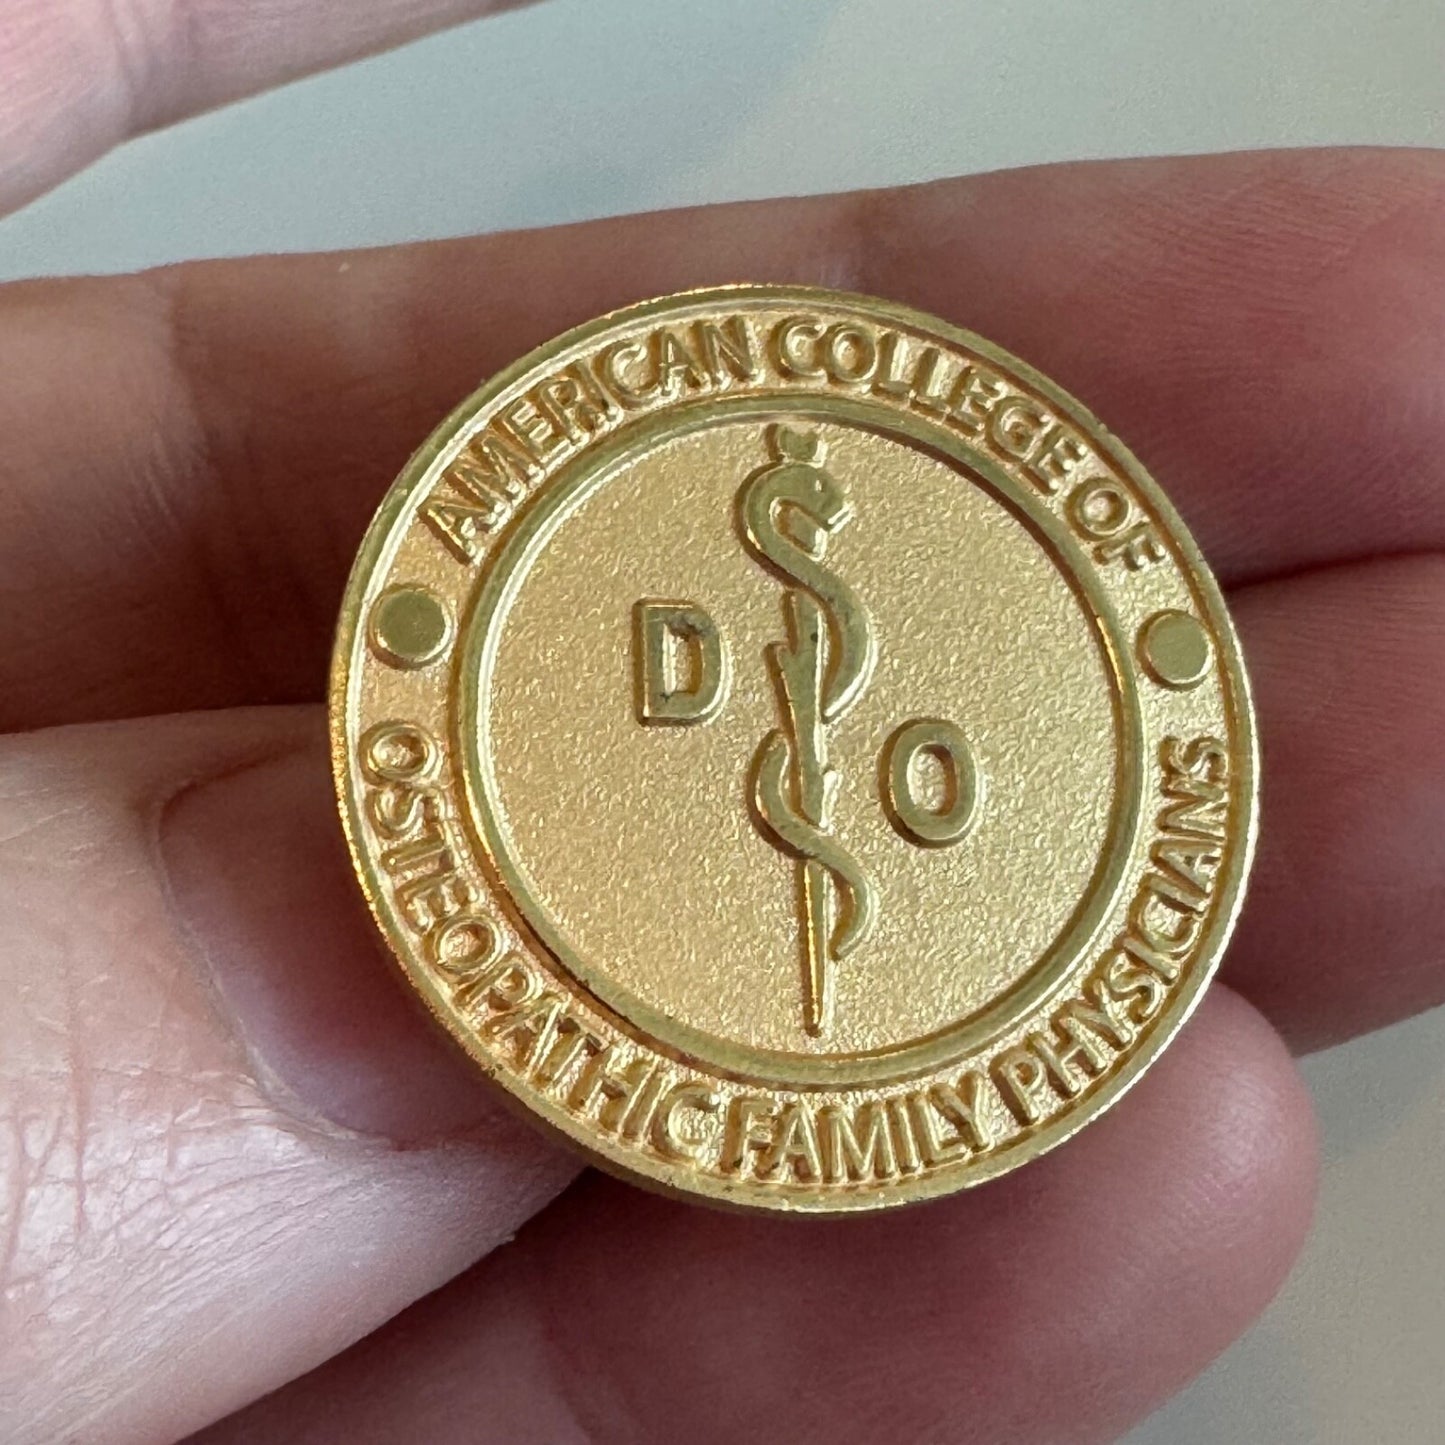 AMERICAN COLLEGE OF
D O
OSTEOPATHIC FAMILY PHYSICIANS